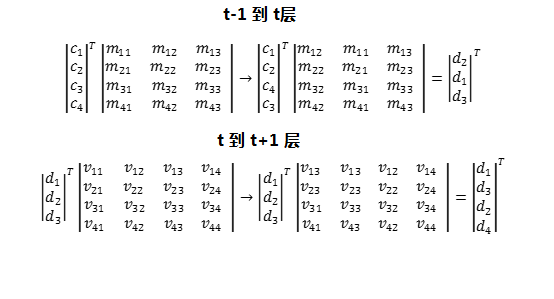 t-1 到 t层
|c₁|ᵀ |m₁₁ m₁₂ m₁₃| |c₁|ᵀ |m₁₂ m₁₁ m₁₃|
|c₂| |m₂₁ m₂₂ m₂₃| → |c₂| |m₂₂ m₂₁ m₂₃| = |d₂|ᵀ
|c₃| |m₃₁ m₃₂ m₃₃| |c₄| |m₃₁ m₃₂ m₃₃| |d₁|
|c₄| |m₄₁ m₄₂ m₄₃| |c₃| |m₄₂ m₄₁ m₄₃| |d₃|
t 到 t+1 层
|d₁|ᵀ |v₁₁ v₁₂ v₁₃ v₁₄| |d₁|ᵀ |v₁₃ v₁₃ v₁₂ v₁₄| |d₁|ᵀ
|d₂| |v₂₁ v₂₂ v₂₃ v₂₄| → |d₂| |v₂₃ v₂₃ v₂₂ v₂₄| = |d₃|
|d₃| |v₃₁ v₃₂ v₃₃ v₃₄| |d₃| |v₃₁ v₃₃ v₃₂ v₃₄| |d₂|
|v₄₁ v₄₂ v₄₃ v₄₄| |v₄₁ v₄₃ v₄₂ v₄₄| |d₄|